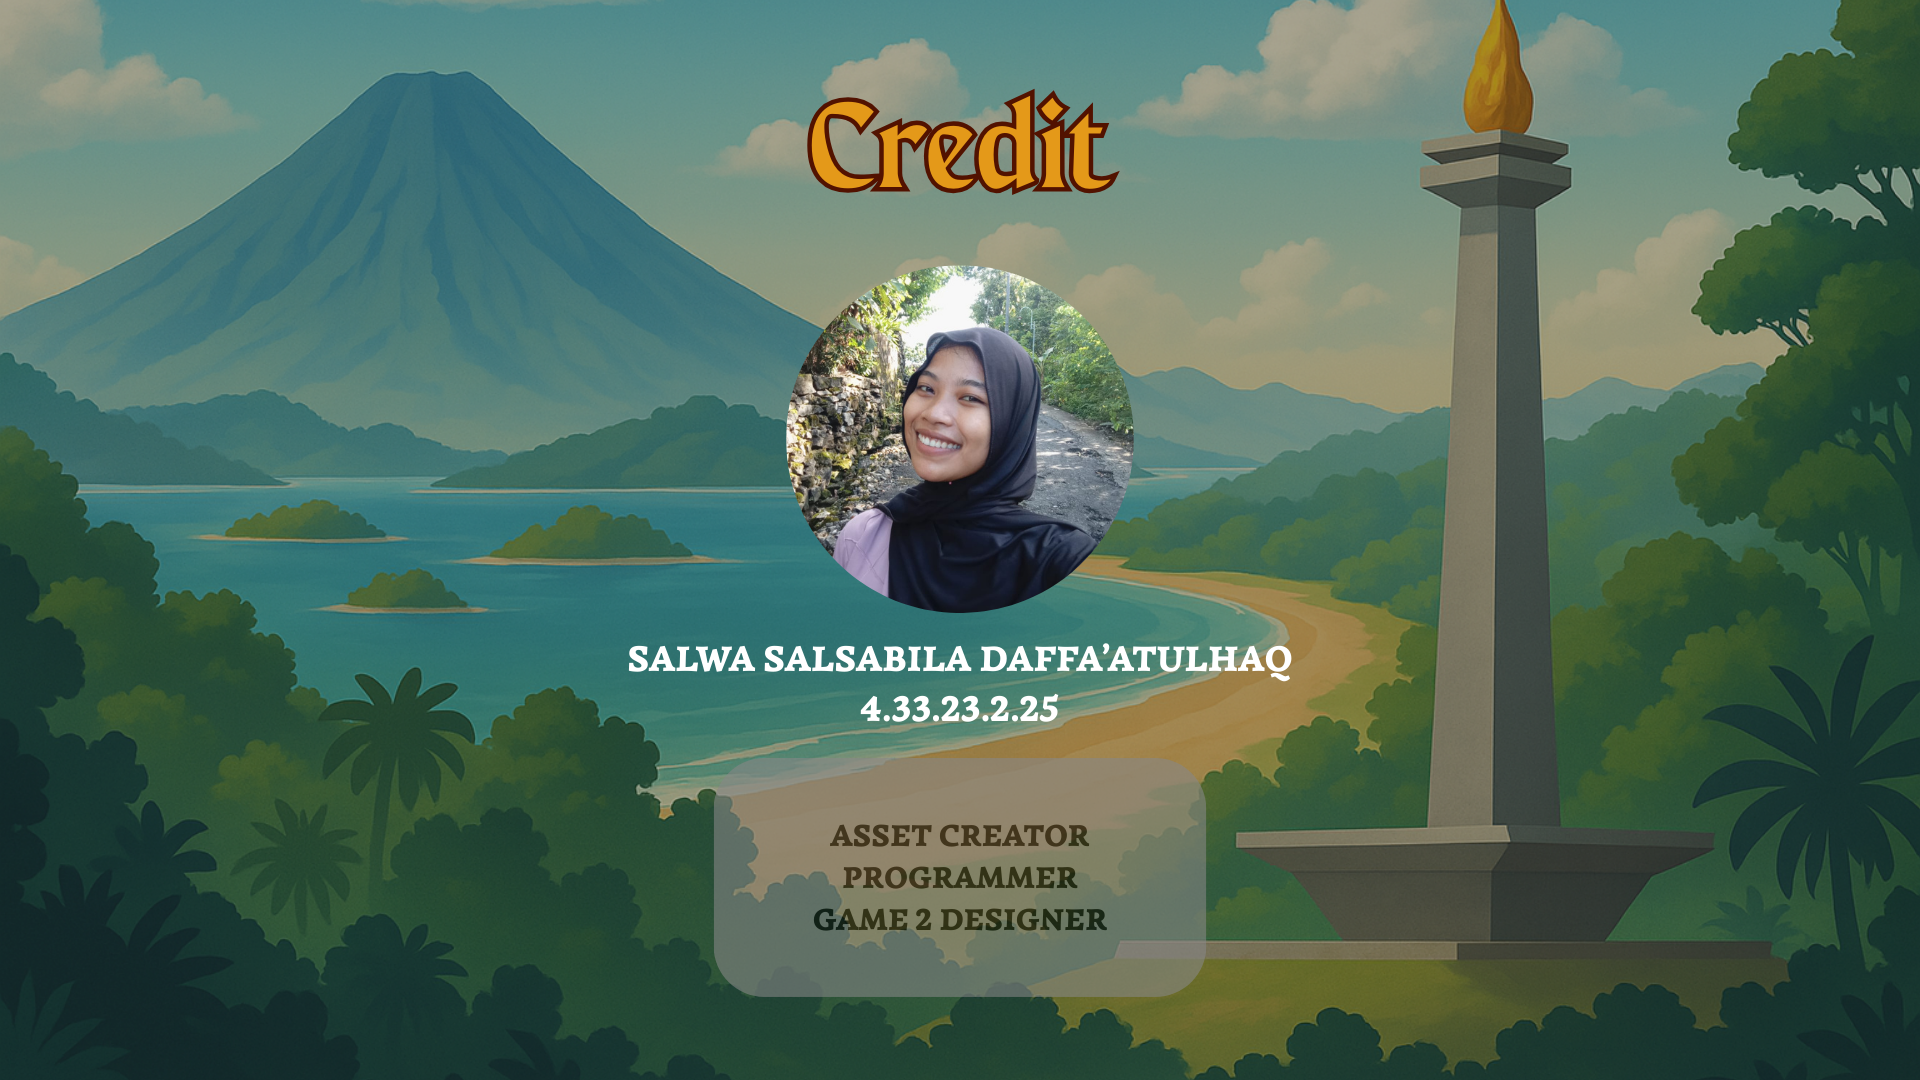 Credit
SALWA SALSABILA DAFFA’ATULHAQ
4.33.23.2.25
ASSET CREATOR
PROGRAMMER
GAME 2 DESIGNER